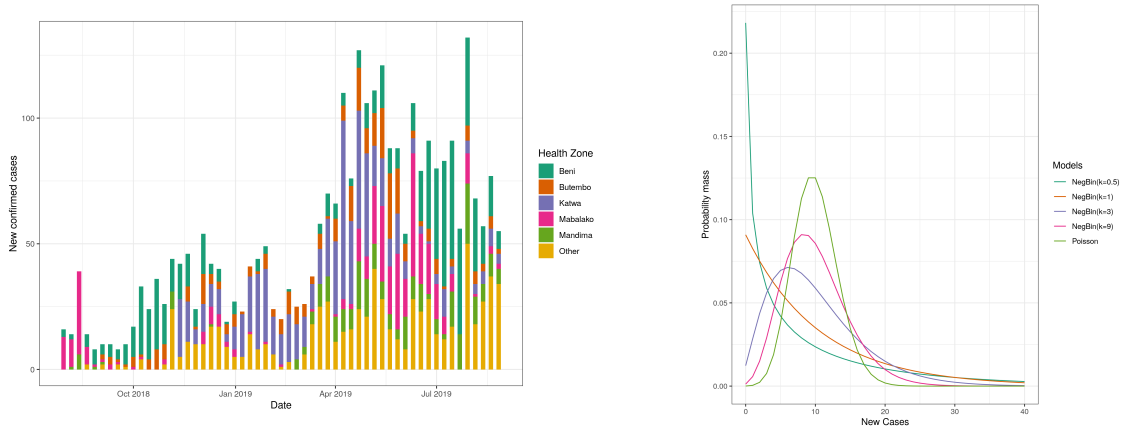 New confirmed cases
100
50
0
Oct 2018
Jan 2019
Apr 2019
Jul 2019
Date
Health Zone
Beni
Butembo
Katwa
Mabalako
Mandima
Other
Probability mass
0.20
0.15
0.10
0.05
0.00
0
10
20
30
40
New Cases
Models
NegBin(k=0.5)
NegBin(k=1)
NegBin(k=3)
NegBin(k=9)
Poisson